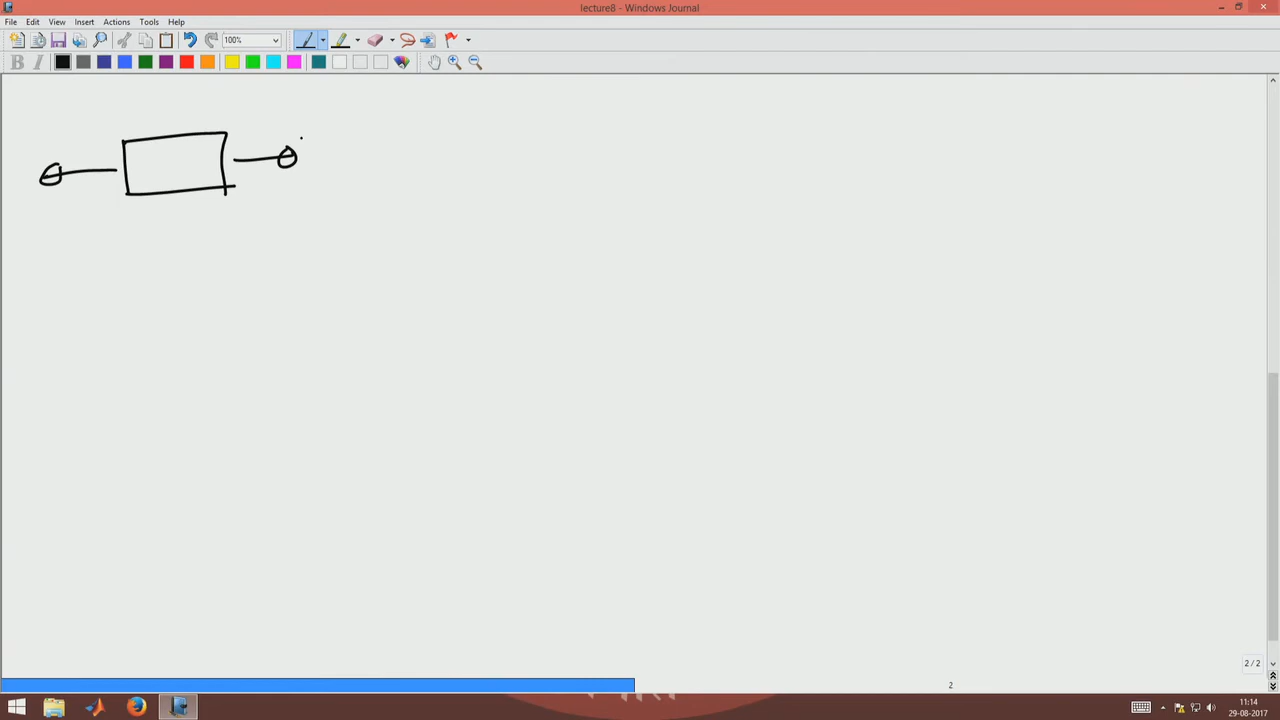 lecture8 - Windows Journal
File Edit View Insert Actions Tools Help
100%
B I
2 / 2
2
11:14
29-08-2017